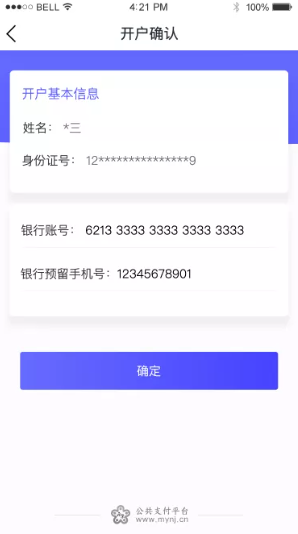 BELL 4:21 PM 100%
开户确认
开户基本信息
姓名： *三
身份证号： 12***************9
银行账号： 6213 3333 3333 3333 3333
银行预留手机号：12345678901
确定
公共支付平台
www.mynj.cn